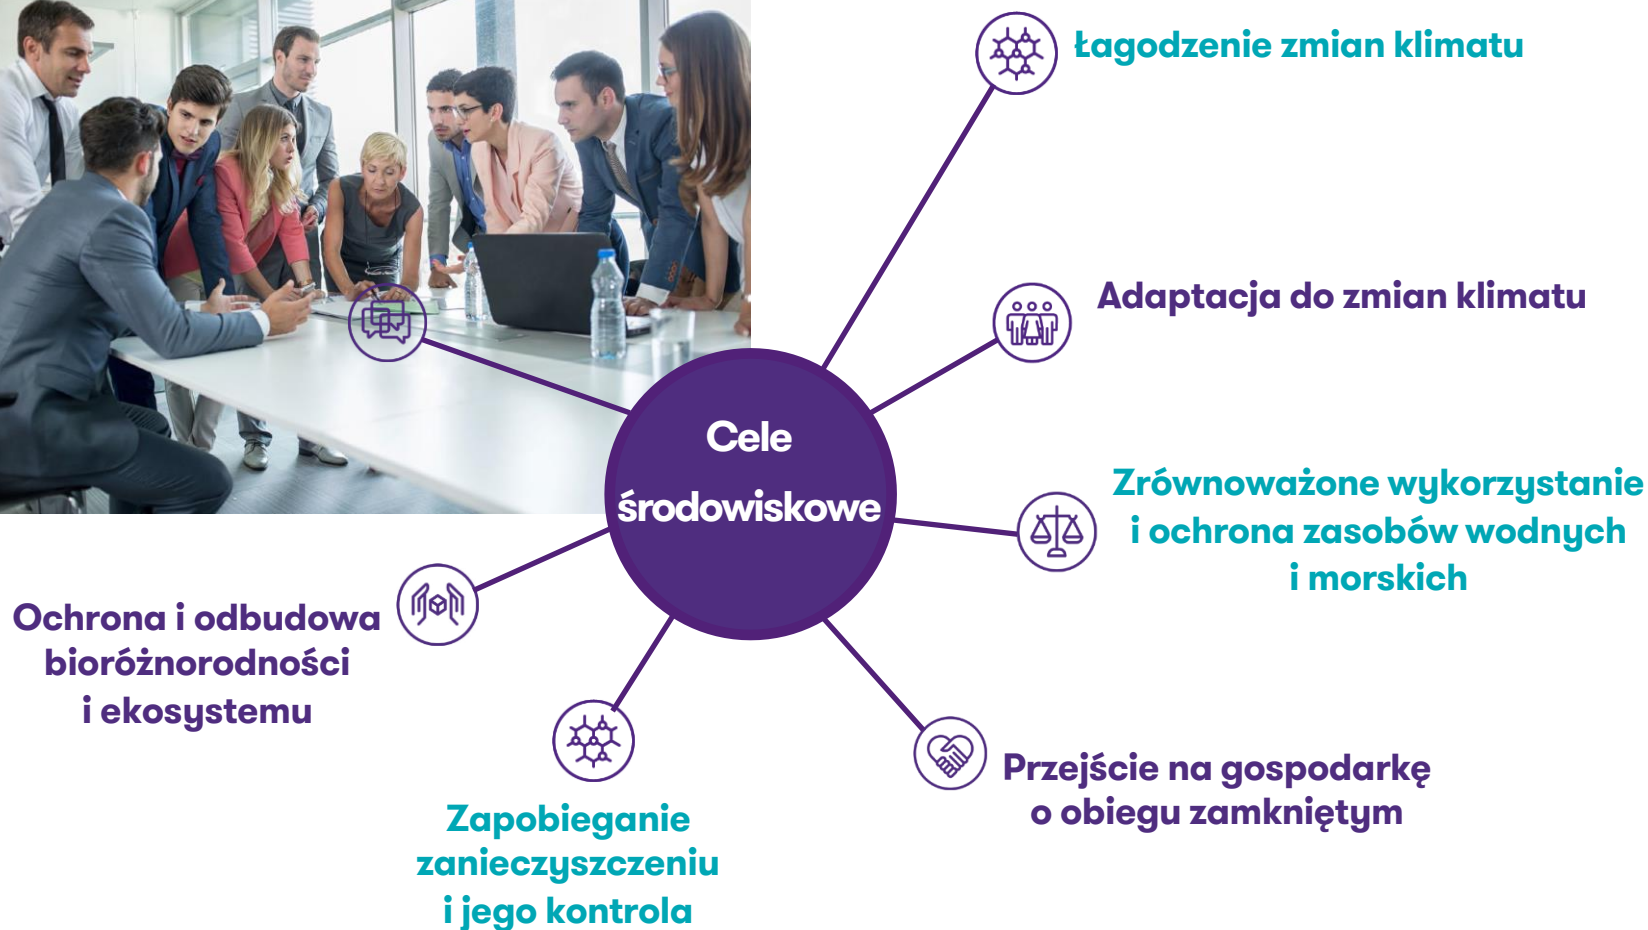 Łagodzenie zmian klimatu
Adaptacja do zmian klimatu
Cele
środowiskowe
Zrównoważone wykorzystanie
i ochrona zasobów wodnych
i morskich
Ochrona i odbudowa
bioróżnorodności
i ekosystemu
Przejście na gospodarkę
o obiegu zamkniętym
Zapobieganie
zanieczyszczeniu
i jego kontrola